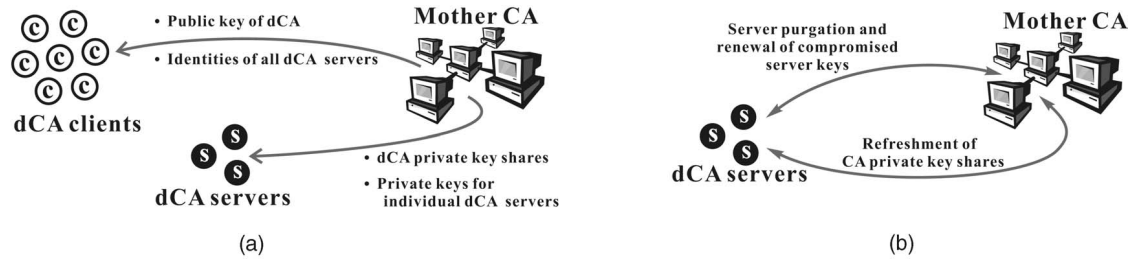 Mother CA
• Public key of dCA
• Identities of all dCA servers
C
C
C
C
C
C
C
dCA clients
S
S
S
dCA servers
• dCA private key shares
• Private keys for
individual dCA servers
(a)
Mother CA
Server purgation and
renewal of compromised
server keys
S
S
S
dCA servers
Refreshment of
CA private key shares
(b)